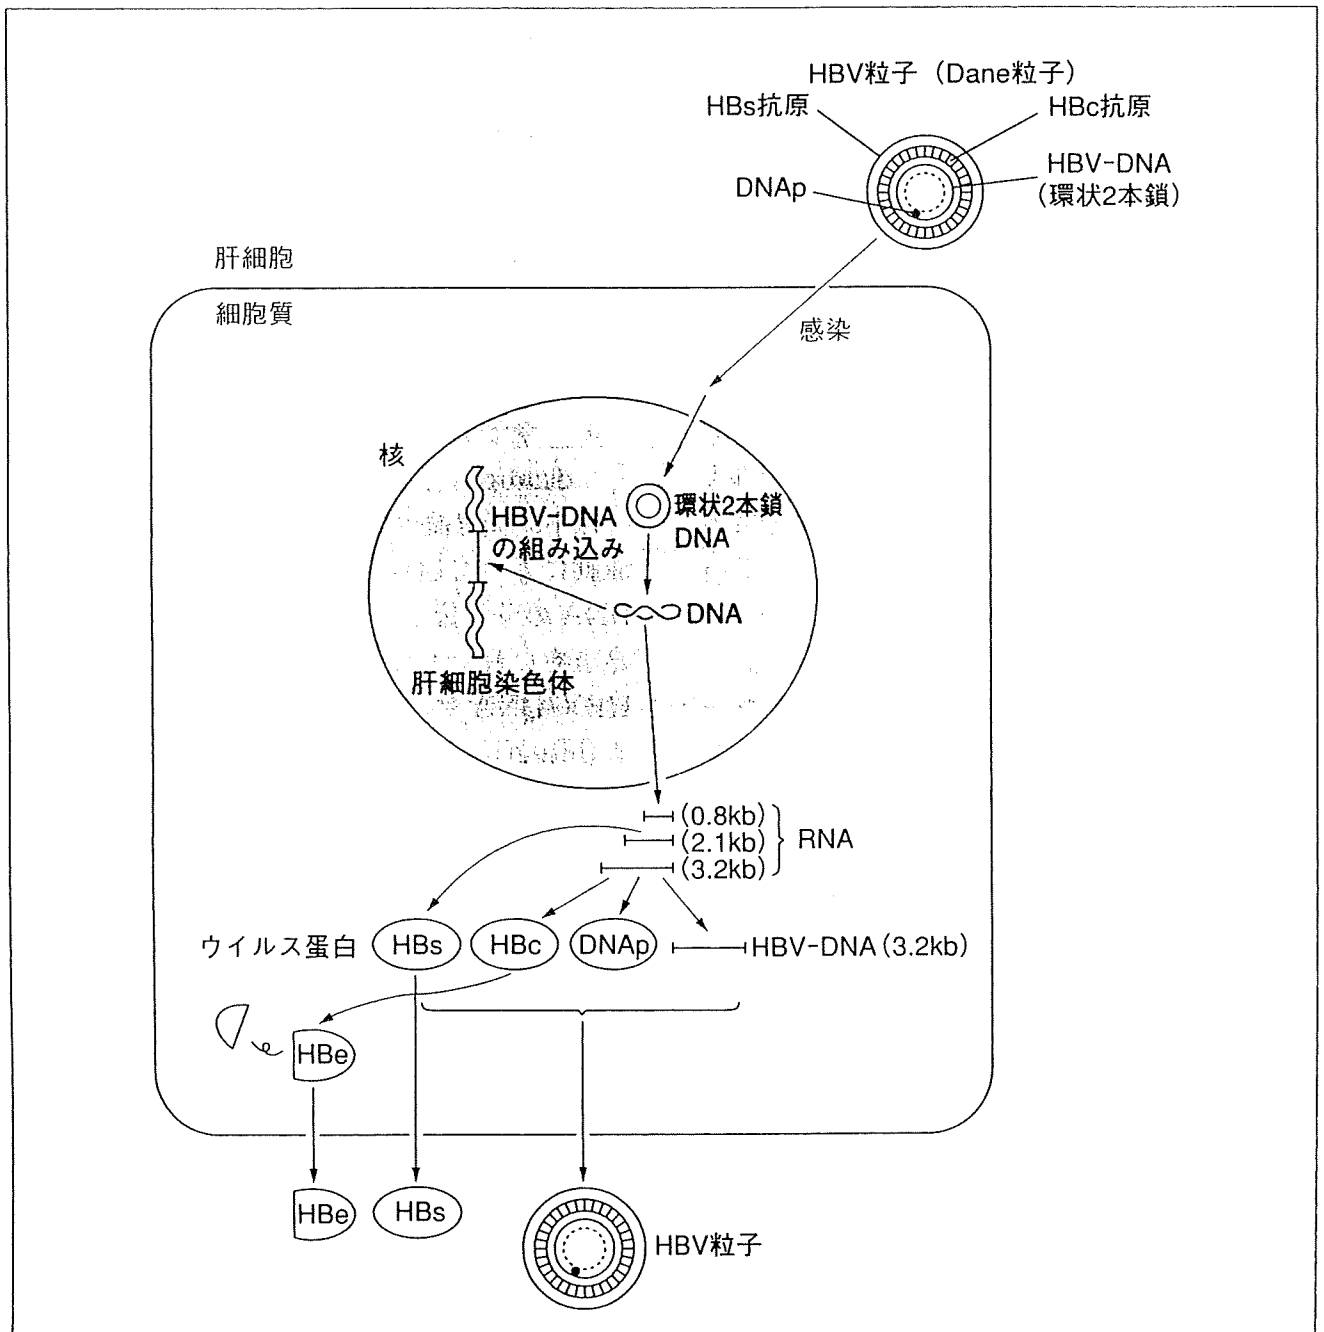 HBV粒子（Dane粒子）
HBs抗原
HBc抗原
DNAp
HBV-DNA
（環状2本鎖）
肝細胞
細胞質
感染
核
環状2本鎖
DNA
HBV-DNA
の組み込み
DNA
肝細胞染色体
(0.8kb)
(2.1kb)
(3.2kb)
RNA
ウイルス蛋白
HBs
HBc
DNAp
HBV-DNA(3.2kb)
HBe
HBe
HBs
HBV粒子